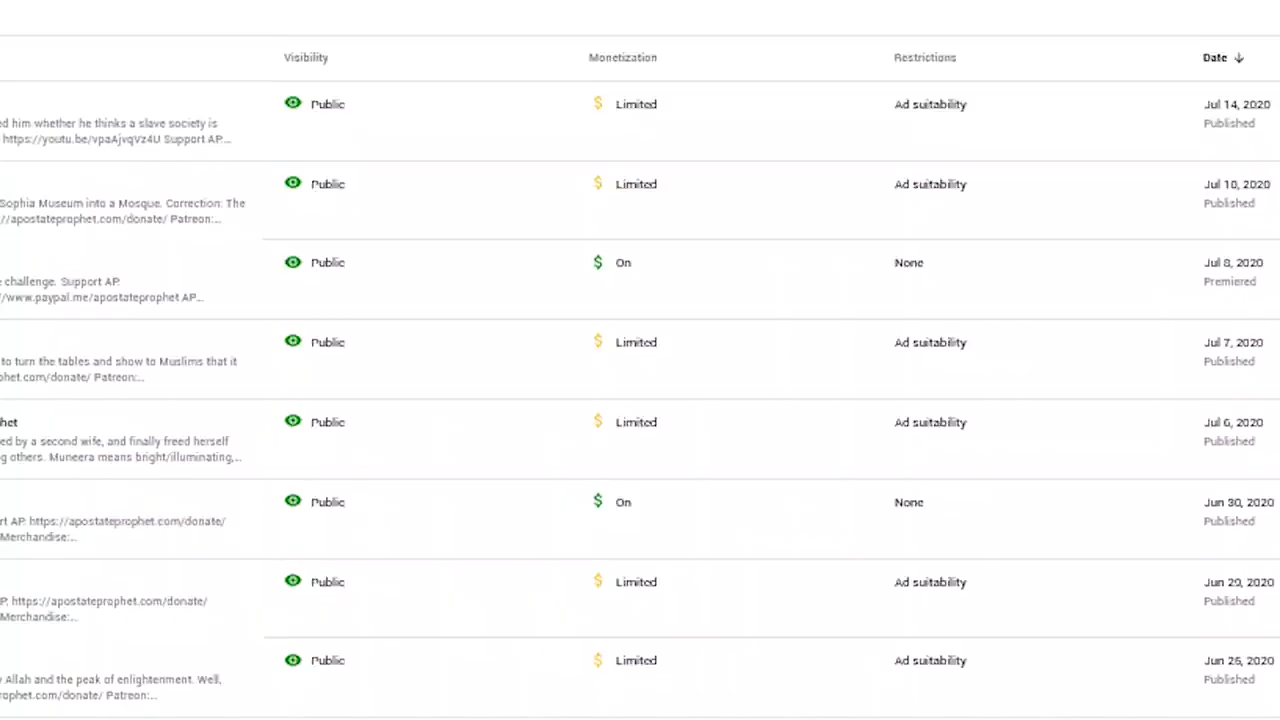 Visibility Monetization Restrictions Date
Public Limited Ad suitability Jul 14, 2020
ed him whether he thinks a slave society is Published
https://youtu.be/vpaAjvqVz4U Support AP:...
Public Limited Ad suitability Jul 10, 2020
Sophia Museum into a Mosque. Correction: The Published
//apostateprophet.com/donate/ Patreon:...
Public On None Jul 8, 2020
e challenge. Support AP: Premiered
//www.paypal.me/apostateprophet AP...
Public Limited Ad suitability Jul 7, 2020
to turn the tables and show to Muslims that it Published
phet.com/donate/ Patreon:...
het Public Limited Ad suitability Jul 6, 2020
ed by a second wife, and finally freed herself Published
g others. Muneera means bright/illuminating,...
Public On None Jun 30, 2020
rt AP: https://apostateprophet.com/donate/ Published
Merchandise:...
Public Limited Ad suitability Jun 29, 2020
P: https://apostateprophet.com/donate/ Published
Merchandise:...
Public Limited Ad suitability Jun 25, 2020
y Allah and the peak of enlightenment. Well, Published
rophet.com/donate/ Patreon:...